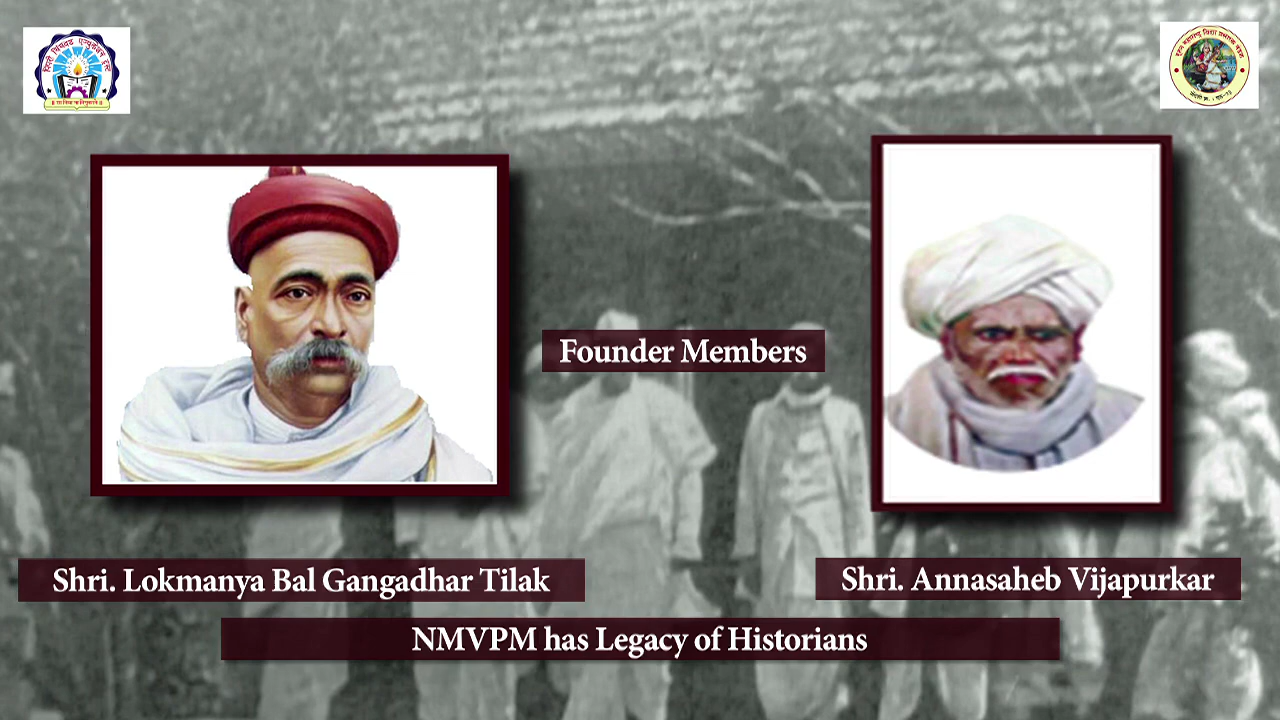 Founder Members
Shri. Lokmanya Bal Gangadhar Tilak
Shri. Annasaheb Vijapurkar
NMVPM has Legacy of Historians